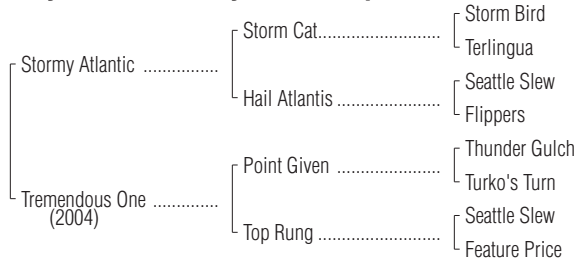 Storm Bird
Storm Cat........................
Terlingua
Stormy Atlantic ...............
Seattle Slew
Hail Atlantis ....................
Flippers
Thunder Gulch
Point Given ....................
Turko's Turn
Tremendous One ..............
(2004)
Seattle Slew
Top Rung ........................
Feature Price